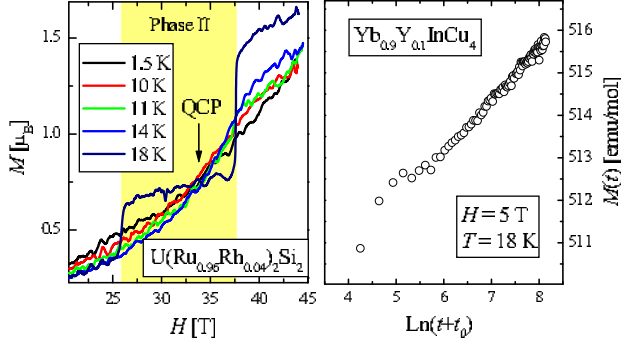 Phase II
1.5 K
10 K
11 K
14 K
18 K
QCP
U(Ru0.96Rh0.04)2Si2
1.5
1.0
0.5
M [μB]
25 30 35 40 45
H [T]
Yb0.9Y0.1InCu4
H = 5 T
T = 18 K
516
515
514
513
512
511
M(t) [emu/mol]
4 5 6 7 8
Ln(t+t0)